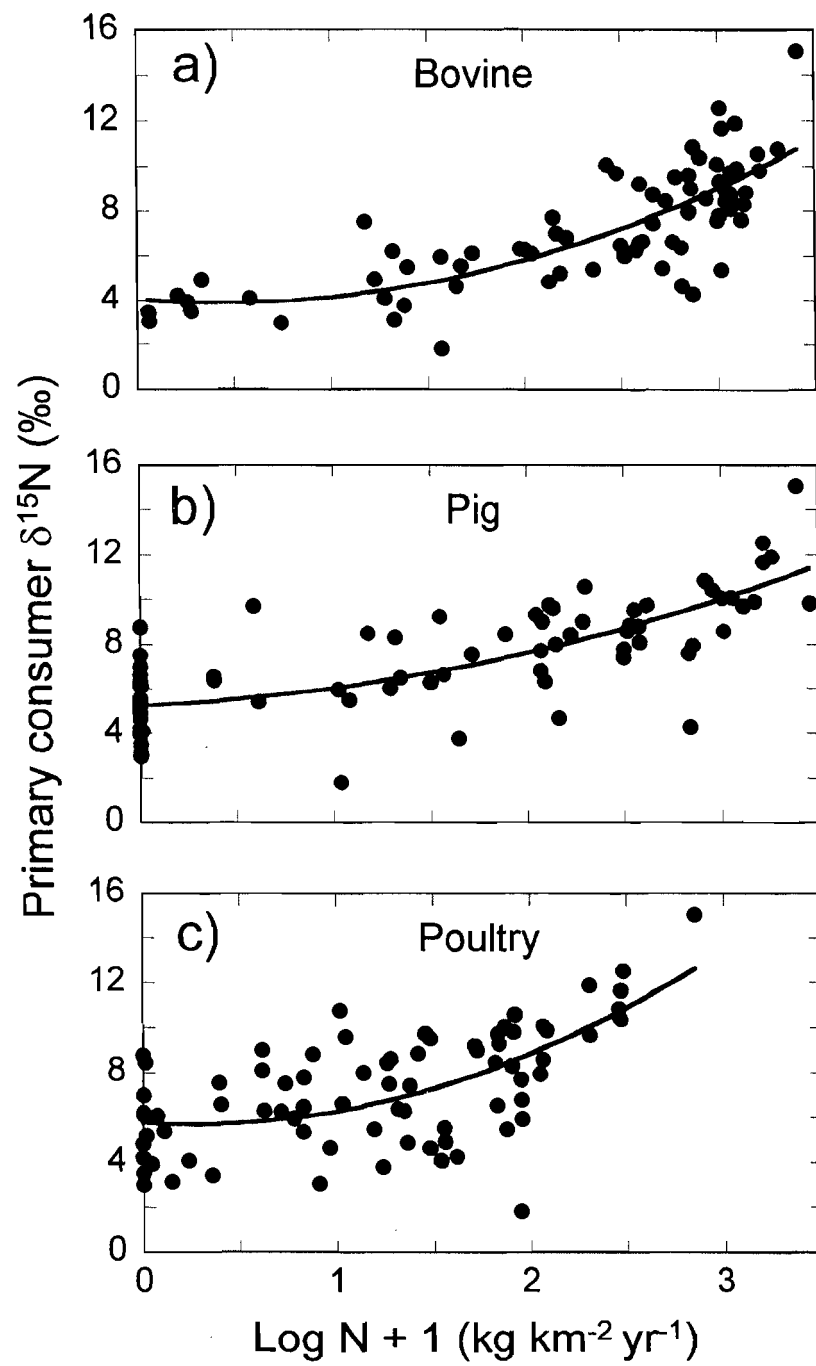 a)
Bovine
16
12
8
4
0
b)
Pig
16
12
8
4
0
c)
Poultry
16
12
8
4
0
0 1 2 3
Primary consumer δ¹⁵N (‰)
Log N + 1 (kg km⁻² yr⁻¹)